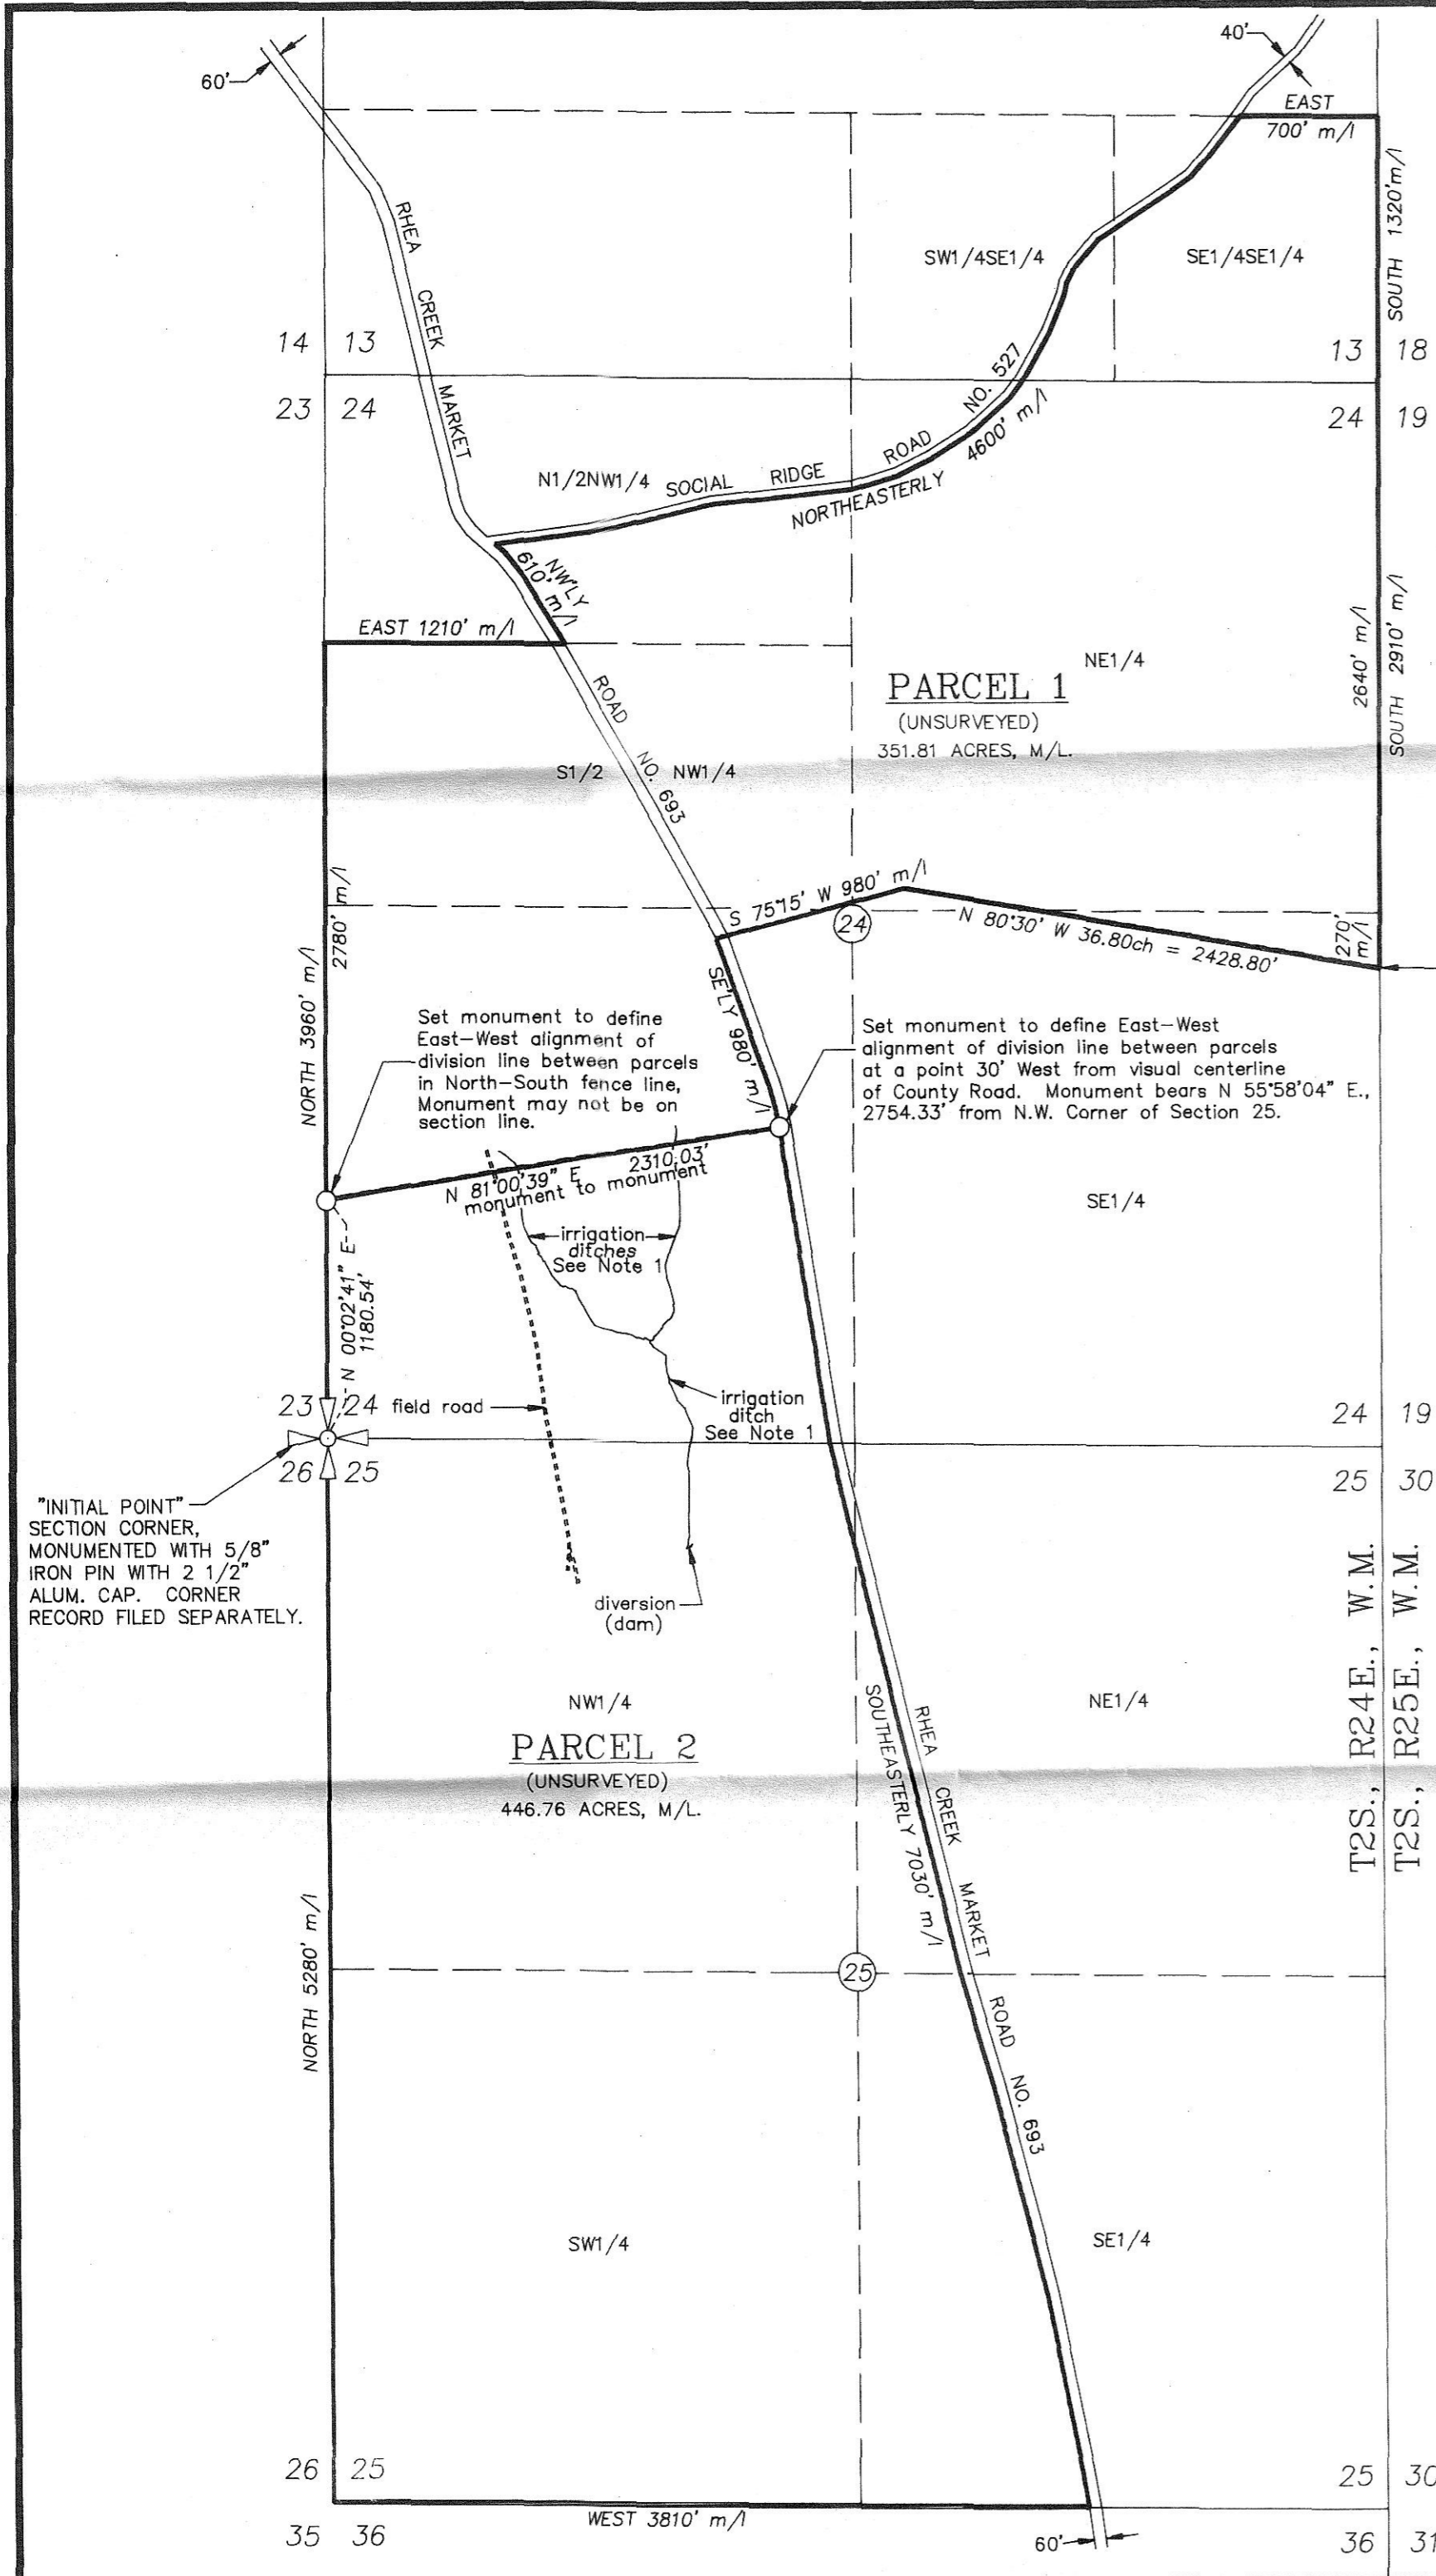 60'
40'
EAST
700' m/l
SOUTH 1320'm/l
RHEA CREEK MARKET ROAD NO. 693
SW1/4SE1/4
SE1/4SE1/4
14 13
13 18
23 24
24 19
N1/2NW1/4
SOCIAL RIDGE ROAD NO. 527
NORTHEASTERLY 4600' m/l
NW'LY
610' m/l
EAST 1210' m/l
NE1/4
PARCEL 1
(UNSURVEYED)
351.81 ACRES, M/L.
2640' m/l
SOUTH 2910' m/l
S1/2 NW1/4
S 75°15' W 980' m/l
24
N 80°30' W 36.80ch = 2428.80'
270'
m/l
NORTH 3960' m/l
2780' m/l
SE'LY 980' m/l
Set monument to define
East-West alignment of
division line between parcels
in North-South fence line,
Monument may not be on
section line.
Set monument to define East-West
alignment of division line between parcels
at a point 30' West from visual centerline
of County Road. Monument bears N 55°58'04" E.,
2754.33' from N.W. Corner of Section 25.
N 81°00'39" E 2310.03'
monument to monument
SE1/4
irrigation
ditches
See Note 1
N 00°02'41" E
1180.54'
irrigation
ditch
See Note 1
23 24
field road
24 19
26 25
25 30
"INITIAL POINT"
SECTION CORNER,
MONUMENTED WITH 5/8"
IRON PIN WITH 2 1/2"
ALUM. CAP. CORNER
RECORD FILED SEPARATELY.
diversion
(dam)
T2S., R24E., W.M.
T2S., R25E., W.M.
NW1/4
NE1/4
PARCEL 2
(UNSURVEYED)
446.76 ACRES, M/L.
SOUTHEASTERLY 7030' m/l
RHEA CREEK MARKET ROAD NO. 693
NORTH 5280' m/l
25
SW1/4
SE1/4
26 25
25 30
WEST 3810' m/l
35 36
60'
36 31